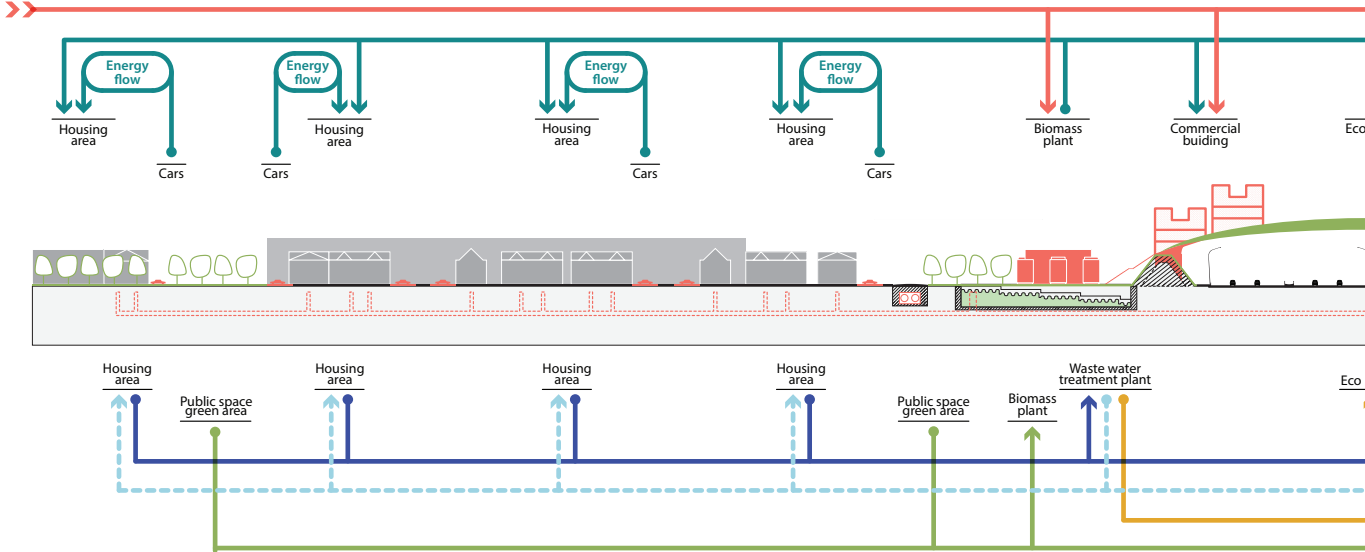 Energy
flow
Energy
flow
Energy
flow
Energy
flow
Housing
area
Housing
area
Housing
area
Housing
area
Biomass
plant
Commercial
buiding
Eco
Cars
Cars
Cars
Cars
Housing
area
Housing
area
Housing
area
Housing
area
Waste water
treatment plant
Eco
Public space
green area
Public space
green area
Biomass
plant